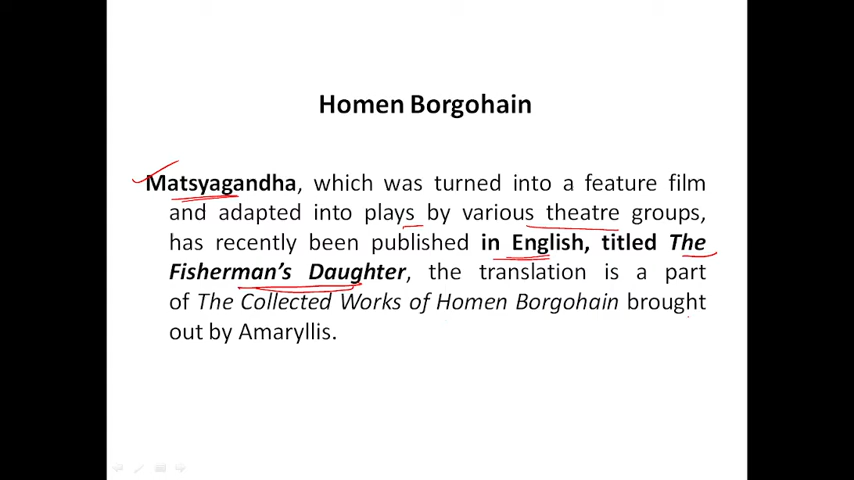 Homen Borgohain
Matsyagandha, which was turned into a feature film
and adapted into plays by various theatre groups,
has recently been published in English, titled The
Fisherman's Daughter, the translation is a part
of The Collected Works of Homen Borgohain brought
out by Amaryllis.